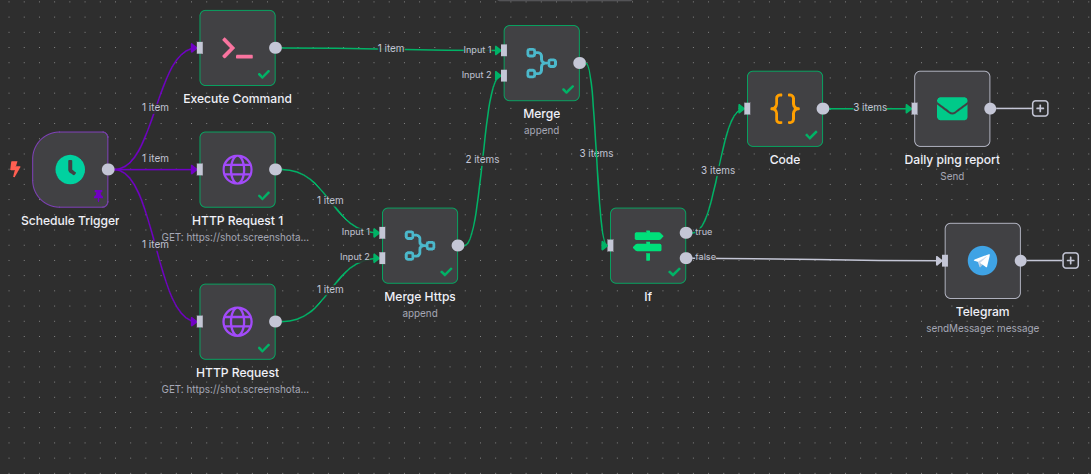 1 item
Input 1
Input 2
Execute Command
Merge
append
1 item
1 item
2 items
3 items
3 items
3 items
Code
Daily ping report
Send
Schedule Trigger
HTTP Request 1
GET: https://shot.screenshota...
1 item
Input 1
Input 2
1 item
1 item
true
false
Merge Https
append
If
Telegram
sendMessage: message
HTTP Request
GET: https://shot.screenshota...